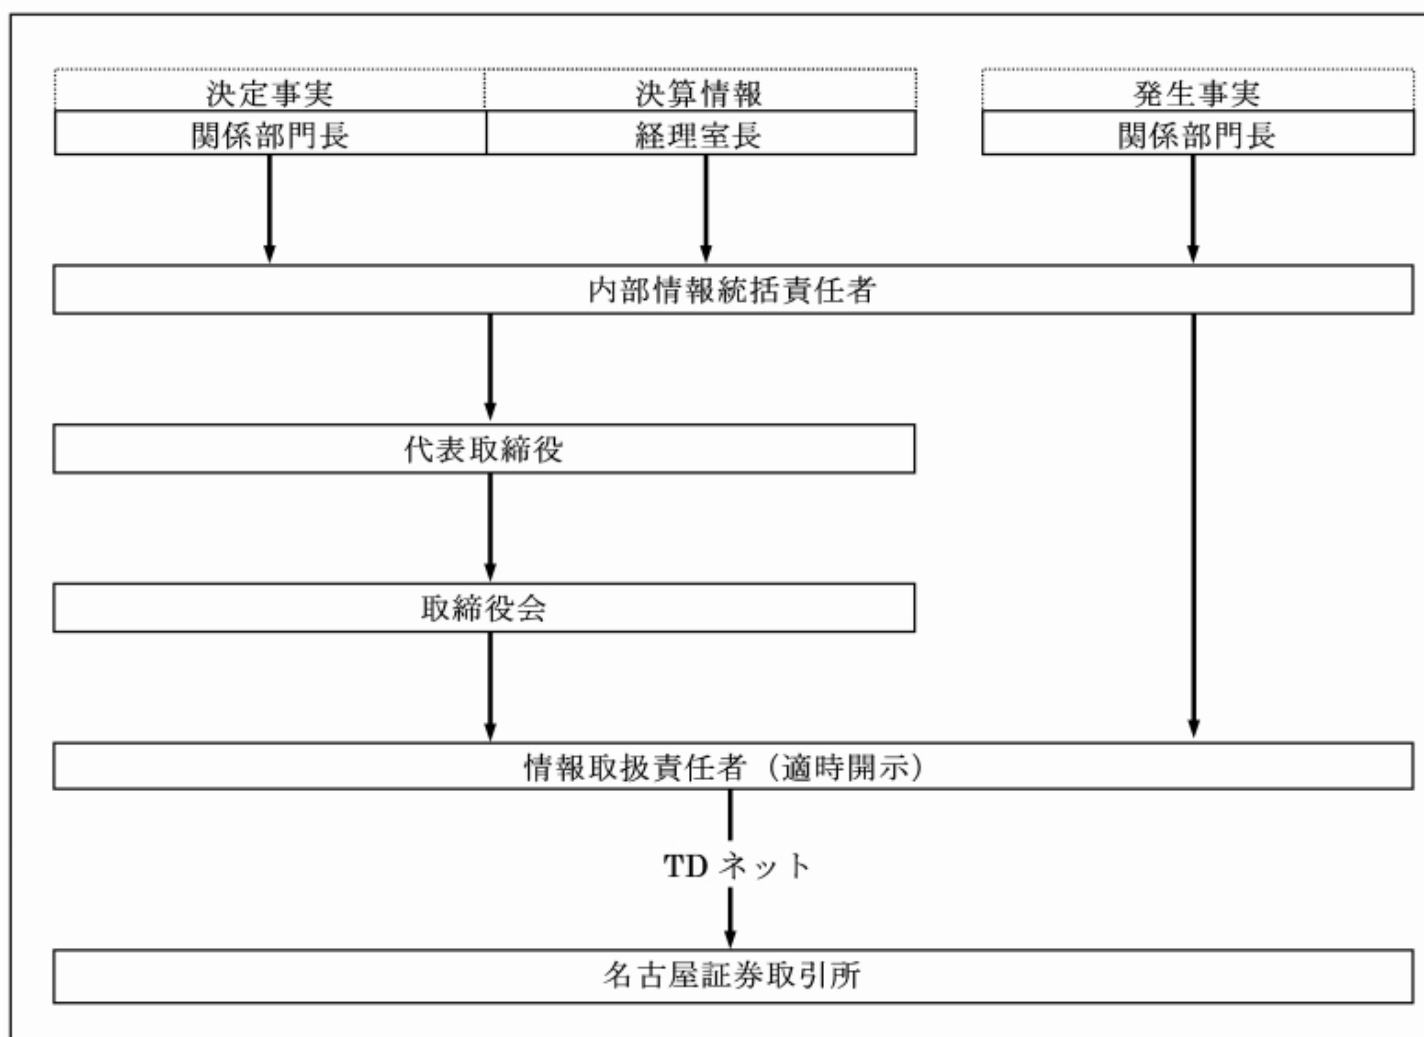 決定事実 決算情報 発生事実
関係部門長 経理室長 関係部門長
内部情報統括責任者
代表取締役
取締役会
情報取扱責任者（適時開示）
TD ネット
名古屋証券取引所